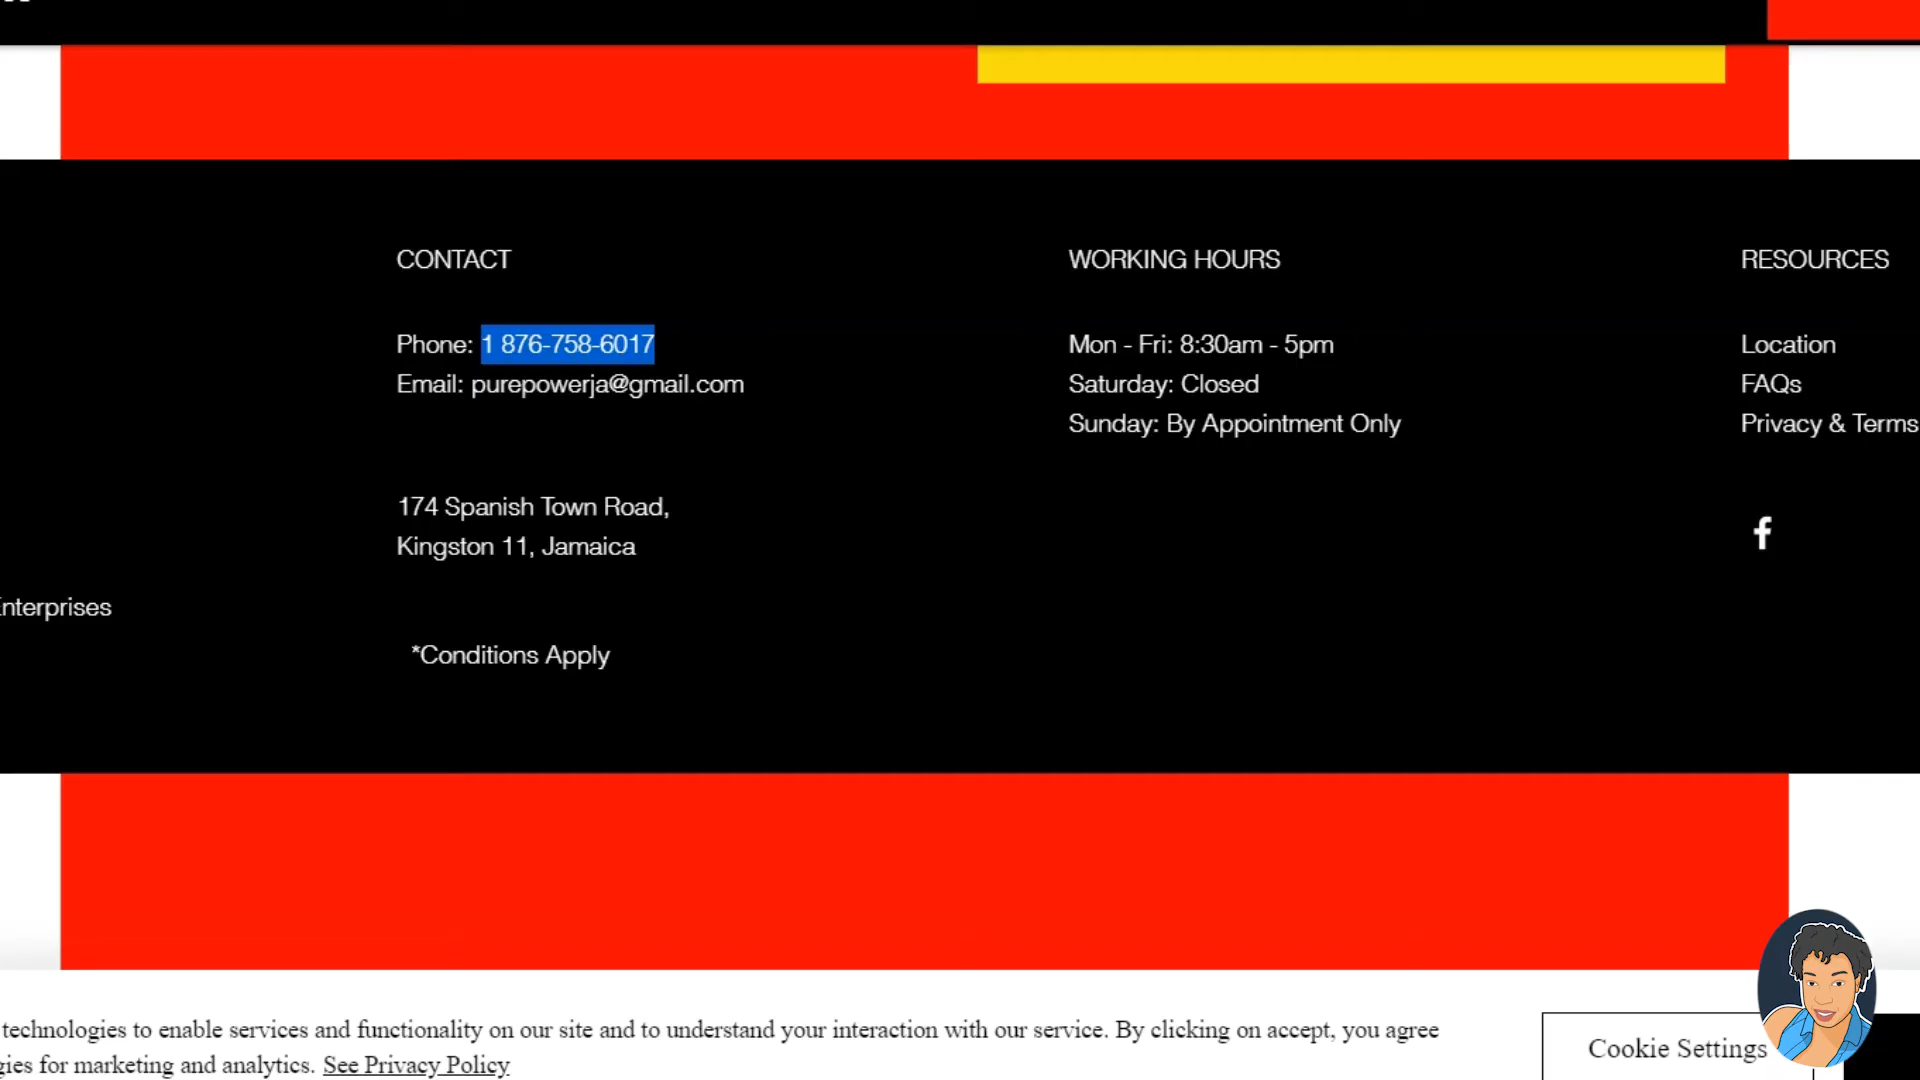 CONTACT
Phone: 1 876-758-6017
Email: purepowerja@gmail.com
174 Spanish Town Road,
Kingston 11, Jamaica
*Conditions Apply
WORKING HOURS
Mon - Fri: 8:30am - 5pm
Saturday: Closed
Sunday: By Appointment Only
RESOURCES
Location
FAQs
Privacy & Terms
Enterprises
technologies to enable services and functionality on our site and to understand your interaction with our service. By clicking on accept, you agree
gies for marketing and analytics. See Privacy Policy
Cookie Settings